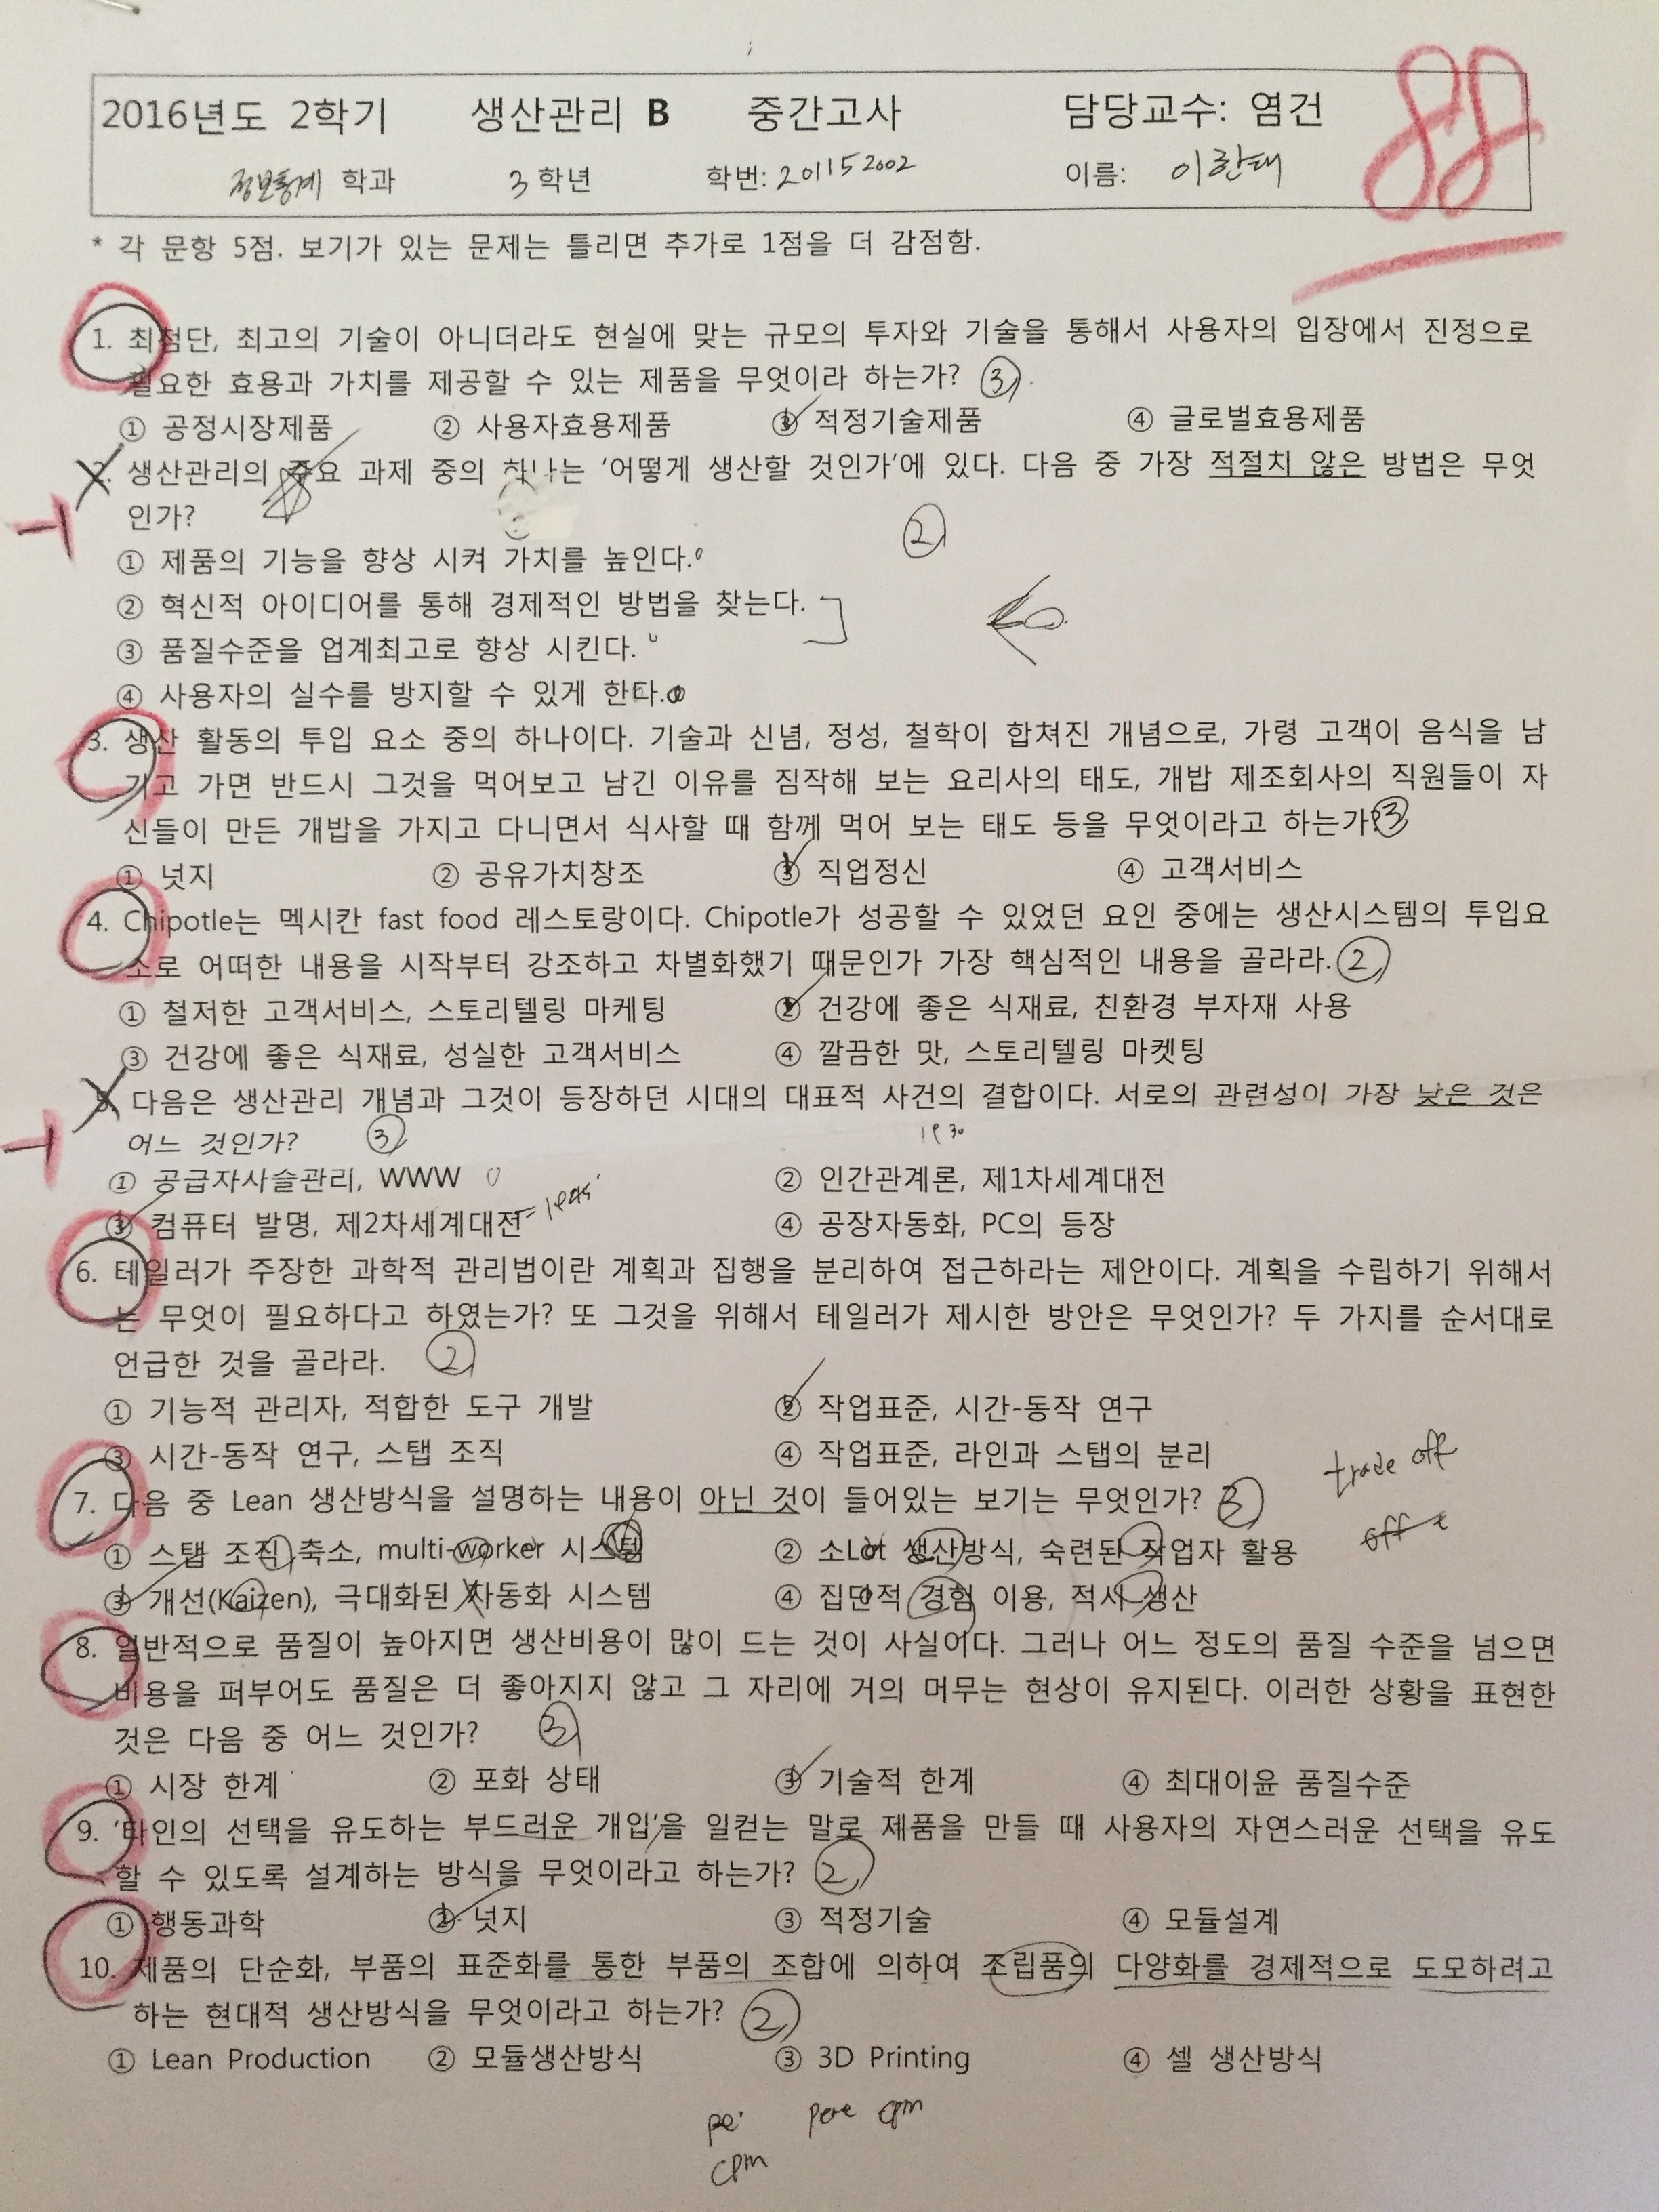 88
2016년도 2학기 생산관리 B 중간고사 담당교수: 염건
정보통계 학과 3 학년 학번: 201152002 이름: 이한태
* 각 문항 5점. 보기가 있는 문제는 틀리면 추가로 1점을 더 감점함.
1. 최첨단, 최고의 기술이 아니더라도 현실에 맞는 규모의 투자와 기술을 통해서 사용자의 입장에서 진정으로
필요한 효용과 가치를 제공할 수 있는 제품을 무엇이라 하는가? ③
① 공정시장제품 ② 사용자효용제품 ③ 적정기술제품 ④ 글로벌효용제품
2. 생산관리의 주요 과제 중의 하나는 '어떻게 생산할 것인가'에 있다. 다음 중 가장 적절치 않은 방법은 무엇
-1
인가? ②
① 제품의 기능을 향상 시켜 가치를 높인다.
② 혁신적 아이디어를 통해 경제적인 방법을 찾는다.
③ 품질수준을 업계최고로 향상 시킨다.
④ 사용자의 실수를 방지할 수 있게 한다.
3. 생산 활동의 투입 요소 중의 하나이다. 기술과 신념, 정성, 철학이 합쳐진 개념으로, 가령 고객이 음식을 남
기고 가면 반드시 그것을 먹어보고 남긴 이유를 짐작해 보는 요리사의 태도, 개밥 제조회사의 직원들이 자
신들이 만든 개밥을 가지고 다니면서 식사할 때 함께 먹어 보는 태도 등을 무엇이라고 하는가? ③
① 넛지 ② 공유가치창조 ③ 직업정신 ④ 고객서비스
4. Chipotle는 멕시칸 fast food 레스토랑이다. Chipotle가 성공할 수 있었던 요인 중에는 생산시스템의 투입요
소로 어떠한 내용을 시작부터 강조하고 차별화했기 때문인가 가장 핵심적인 내용을 골라라. ②
① 철저한 고객서비스, 스토리텔링 마케팅 ② 건강에 좋은 식재료, 친환경 부자재 사용
③ 건강에 좋은 식재료, 성실한 고객서비스 ④ 깔끔한 맛, 스토리텔링 마켓팅
5. 다음은 생산관리 개념과 그것이 등장하던 시대의 대표적 사건의 결합이다. 서로의 관련성이 가장 낮은 것은
-1
어느 것인가? ③ 1930
① 공급자사슬관리, WWW ② 인간관계론, 제1차세계대전
③ 컴퓨터 발명, 제2차세계대전 ④ 공장자동화, PC의 등장
6. 테일러가 주장한 과학적 관리법이란 계획과 집행을 분리하여 접근하라는 제안이다. 계획을 수립하기 위해서
는 무엇이 필요하다고 하였는가? 또 그것을 위해서 테일러가 제시한 방안은 무엇인가? 두 가지를 순서대로
언급한 것을 골라라. ②
① 기능적 관리자, 적합한 도구 개발 ② 작업표준, 시간-동작 연구
③ 시간-동작 연구, 스탭 조직 ④ 작업표준, 라인과 스탭의 분리
trade off
7. 다음 중 Lean 생산방식을 설명하는 내용이 아닌 것이 들어있는 보기는 무엇인가? ③
① 스탭 조직 축소, multi-worker 시스템 ② 소Lot 생산방식, 숙련된 작업자 활용
③ 개선(Kaizen), 극대화된 자동화 시스템 ④ 집단적 경험 이용, 적시 생산
8. 일반적으로 품질이 높아지면 생산비용이 많이 드는 것이 사실이다. 그러나 어느 정도의 품질 수준을 넘으면
비용을 퍼부어도 품질은 더 좋아지지 않고 그 자리에 거의 머무는 현상이 유지된다. 이러한 상황을 표현한
것은 다음 중 어느 것인가? ③
① 시장 한계 ② 포화 상태 ③ 기술적 한계 ④ 최대이윤 품질수준
9. '타인의 선택을 유도하는 부드러운 개입'을 일컫는 말로 제품을 만들 때 사용자의 자연스러운 선택을 유도
할 수 있도록 설계하는 방식을 무엇이라고 하는가? ②
① 행동과학 ② 넛지 ③ 적정기술 ④ 모듈설계
10. 제품의 단순화, 부품의 표준화를 통한 부품의 조합에 의하여 조립품의 다양화를 경제적으로 도모하려고
하는 현대적 생산방식을 무엇이라고 하는가? ②
① Lean Production ② 모듈생산방식 ③ 3D Printing ④ 셀 생산방식
cpm
cpm